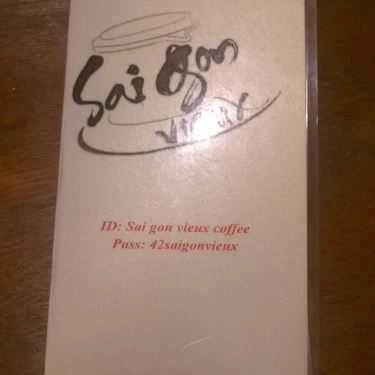 Sai gon
vieux
ID: Sai gon vieux coffee
Pass: 42saigonvieux